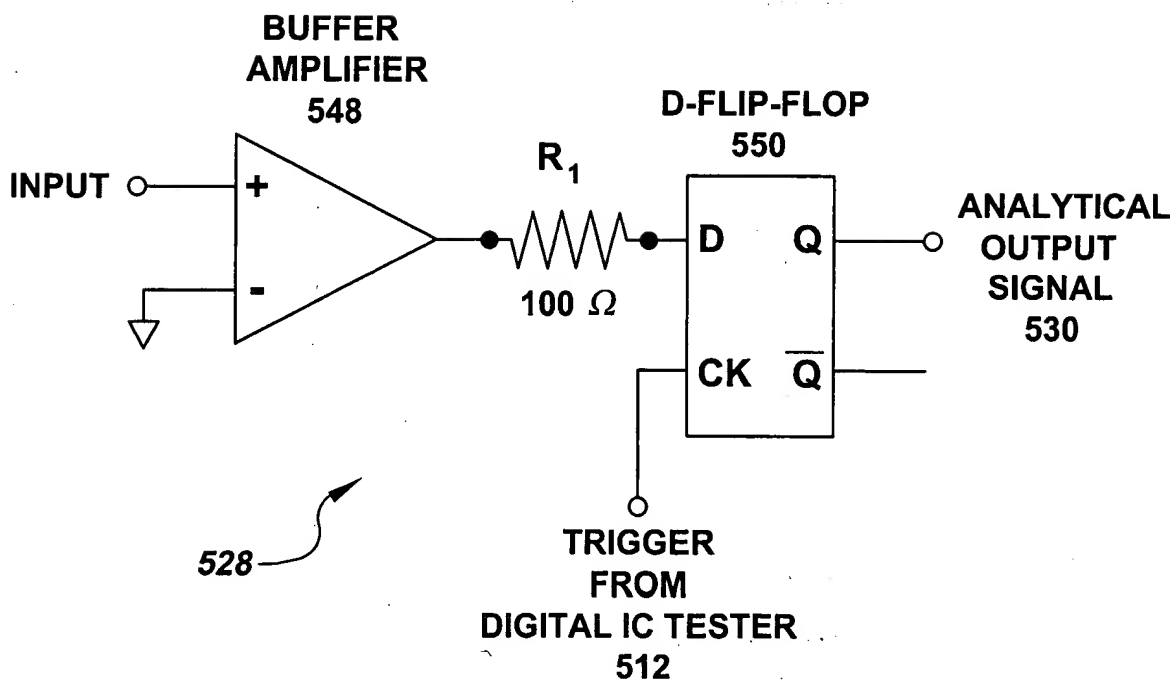 BUFFER
AMPLIFIER
548
D-FLIP-FLOP
550
R1
INPUT
+
-
100 Ω
D
Q
CK
Q̅
ANALYTICAL
OUTPUT
SIGNAL
530
528
TRIGGER
FROM
DIGITAL IC TESTER
512